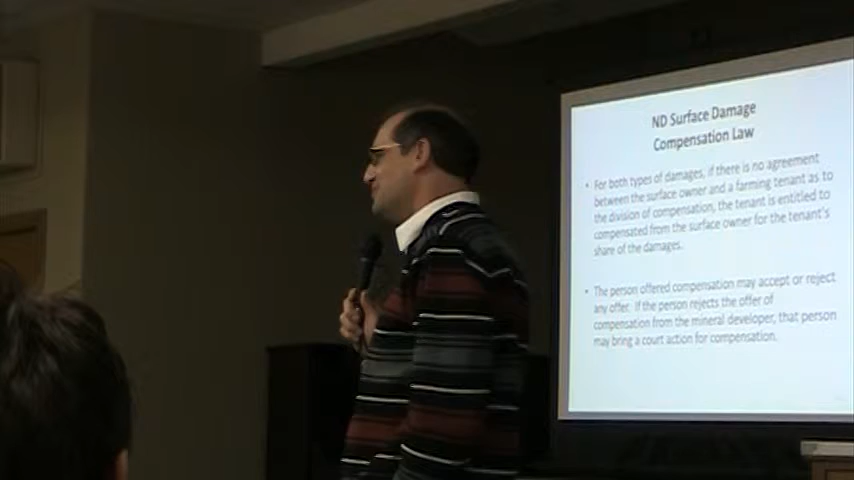 ND Surface Damage
Compensation Law
• For both types of damages, if there is no agreement
between the surface owner and a farming tenant as to
the division of compensation, the tenant is entitled to
compensated from the surface owner for the tenant's
share of the damages.
• The person offered compensation may accept or reject
any offer. If the person rejects the offer of
compensation from the mineral developer, that person
may bring a court action for compensation.